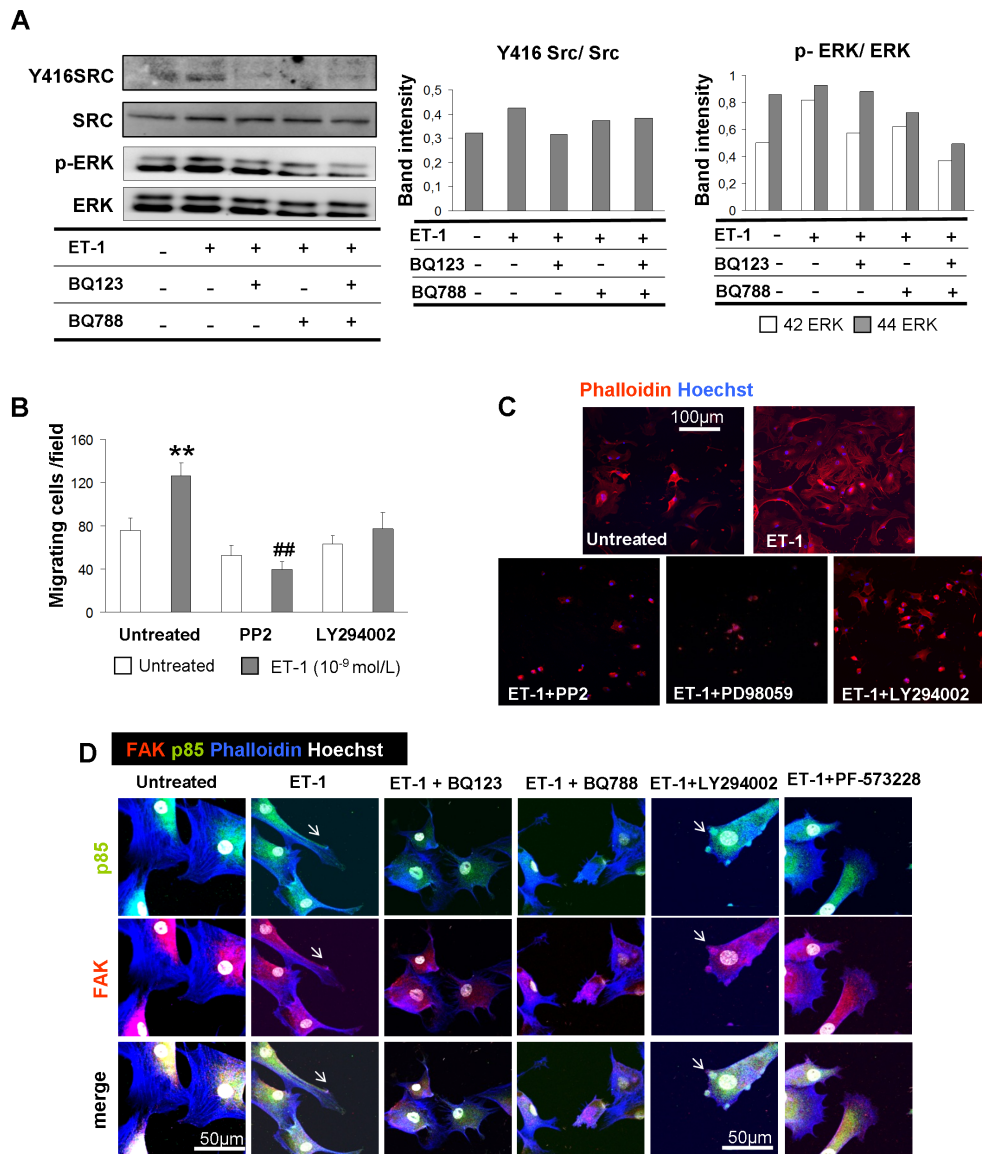 A
Y416SRC
SRC
p-ERK
ERK
ET-1 - + + + +
BQ123 - - + - +
BQ788 - - - + +
Y416 Src/ Src
Band intensity
0,5
0,4
0,3
0,2
0,1
0
ET-1 - + + + +
BQ123 - - + - +
BQ788 - - - + +
p- ERK/ ERK
Band intensity
1
0,8
0,6
0,4
0,2
0
ET-1 - + + + +
BQ123 - - + - +
BQ788 - - - + +
42 ERK 44 ERK
B
Migrating cells /field
160
120
80
40
0
**
##
Untreated PP2 LY294002
Untreated ET-1 (10⁻⁹ mol/L)
C
Phalloidin Hoechst
100µm
Untreated
ET-1
ET-1+PP2
ET-1+PD98059
ET-1+LY294002
D
FAK p85 Phalloidin Hoechst
Untreated ET-1 ET-1 + BQ123 ET-1 + BQ788 ET-1+LY294002 ET-1+PF-573228
p85
FAK
merge
50µm
50µm